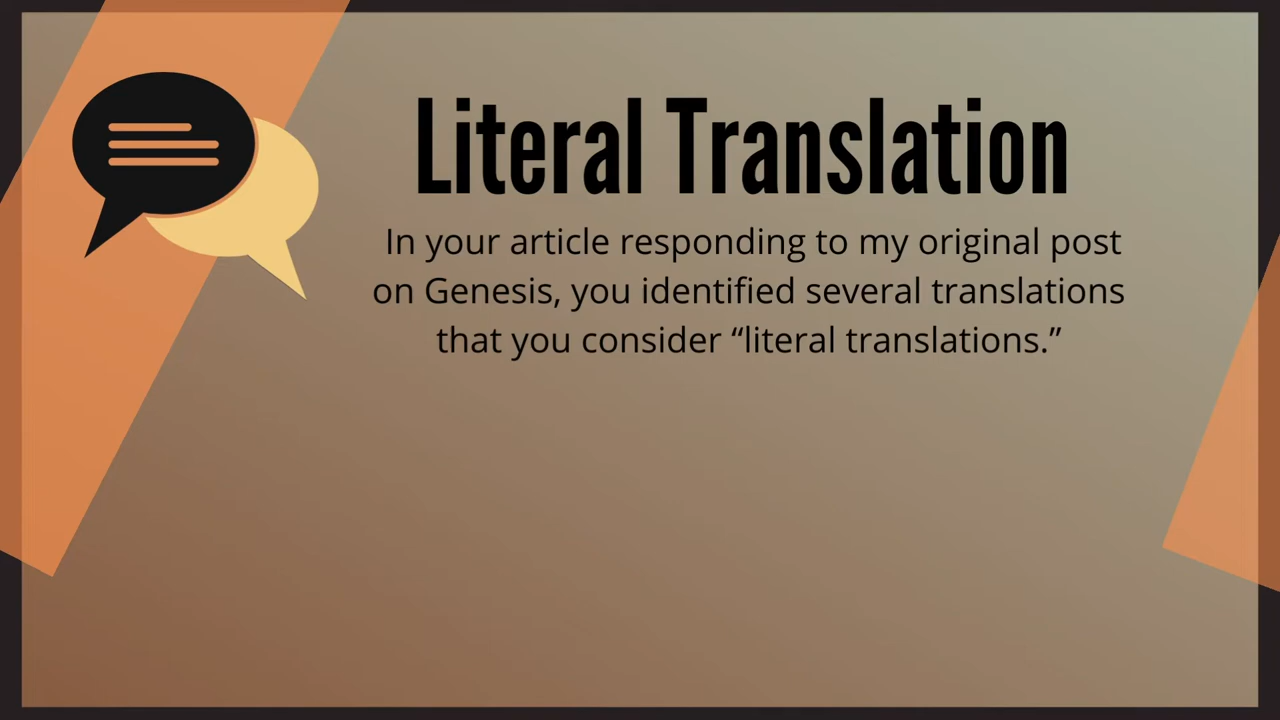 Literal Translation
In your article responding to my original post
on Genesis, you identified several translations
that you consider “literal translations.”